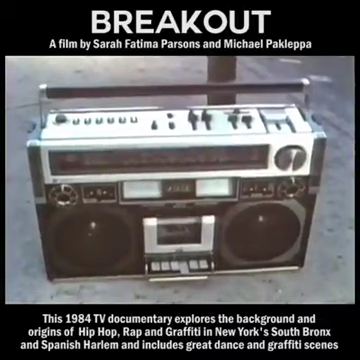 BREAKOUT
A film by Sarah Fatima Parsons and Michael Pakleppa
This 1984 TV documentary explores the background and
origins of Hip Hop, Rap and Graffiti in New York's South Bronx
and Spanish Harlem and includes great dance and graffiti scenes